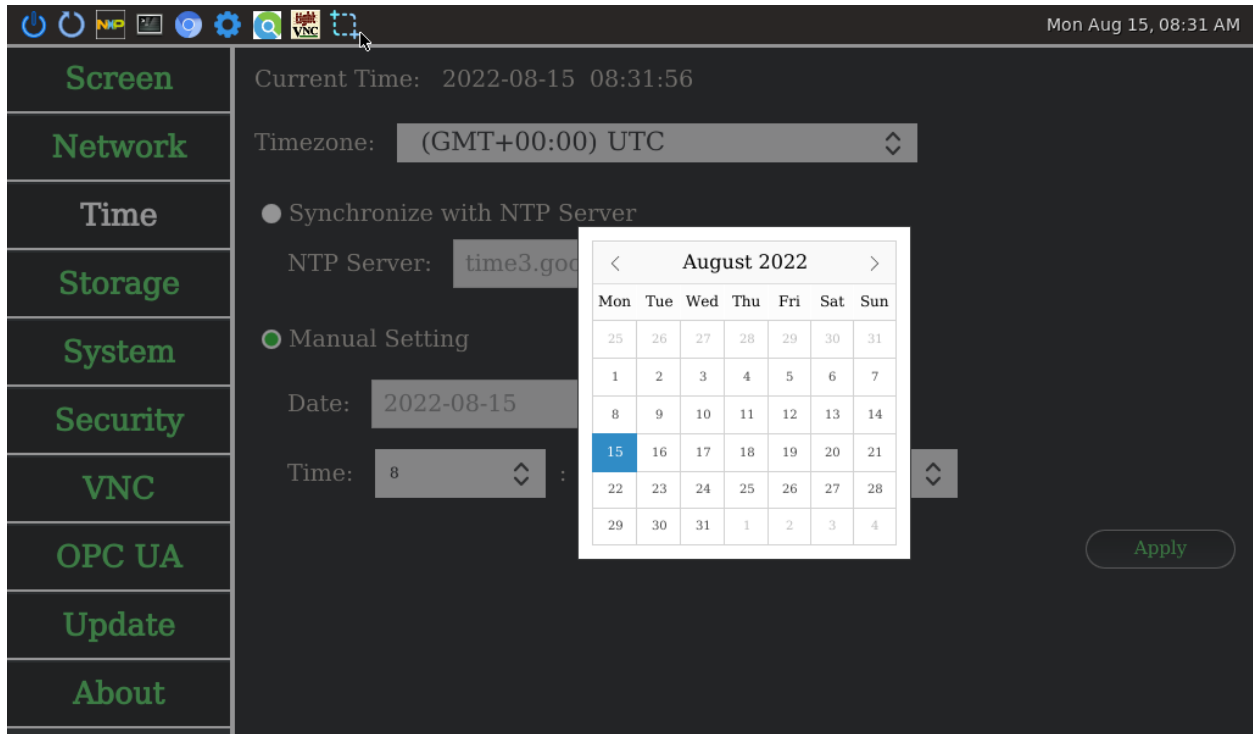 NXP tight VNC Mon Aug 15, 08:31 AM
Screen
Network
Time
Storage
System
Security
VNC
OPC UA
Update
About
Current Time: 2022-08-15 08:31:56
Timezone: (GMT+00:00) UTC
Synchronize with NTP Server
NTP Server: time3.goo
Manual Setting
Date: 2022-08-15
Time: 8 :
August 2022
Mon Tue Wed Thu Fri Sat Sun
25 26 27 28 29 30 31
1 2 3 4 5 6 7
8 9 10 11 12 13 14
15 16 17 18 19 20 21
22 23 24 25 26 27 28
29 30 31 1 2 3 4
Apply